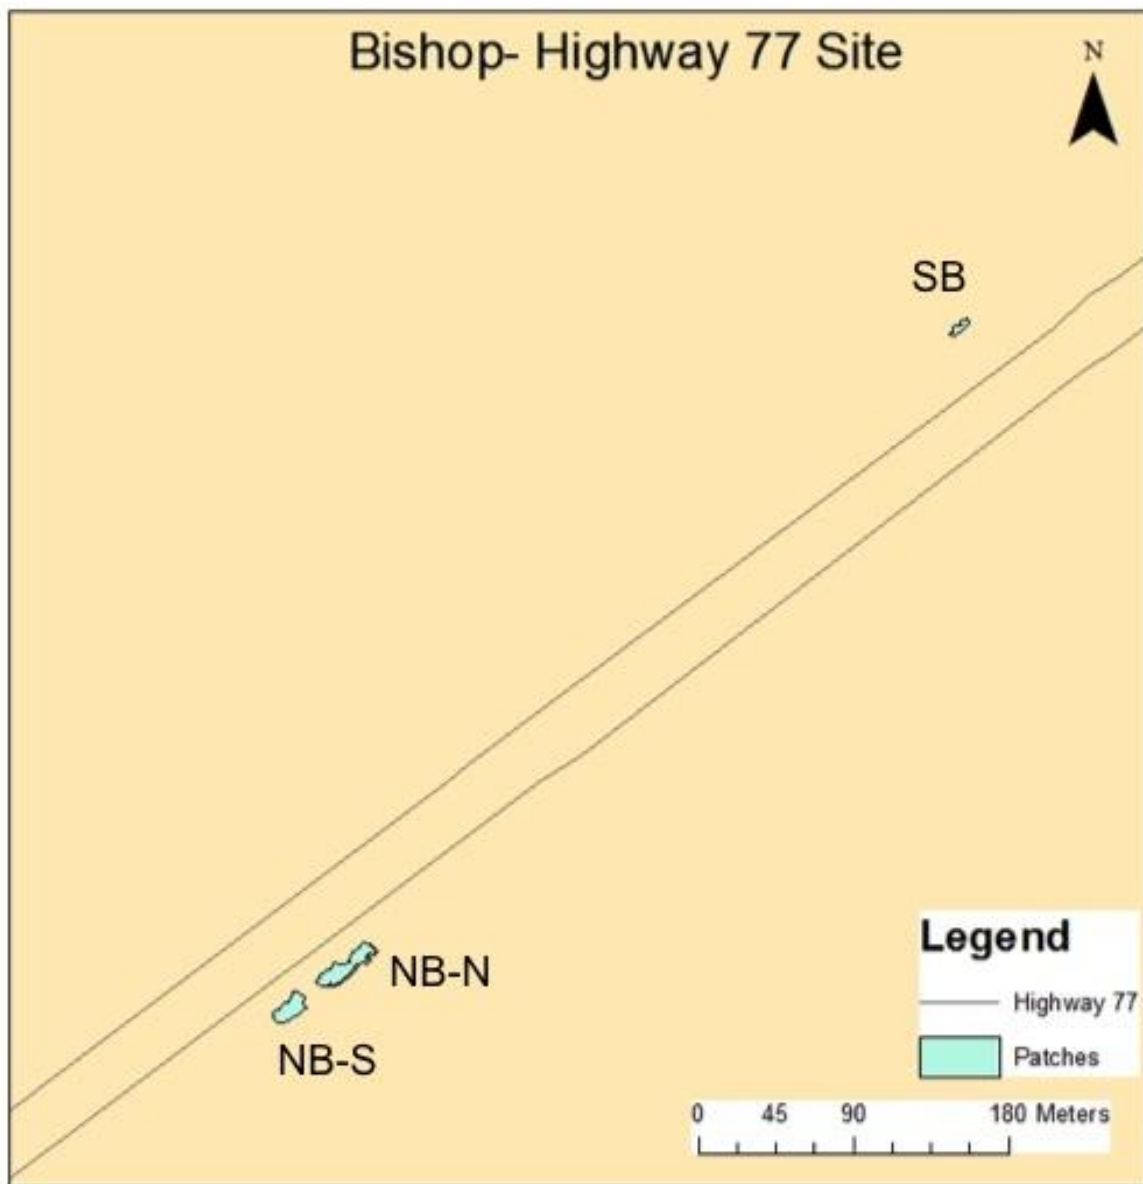 Bishop- Highway 77 Site
N
SB
NB-N
NB-S
Legend
Highway 77
Patches
0 45 90 180 Meters